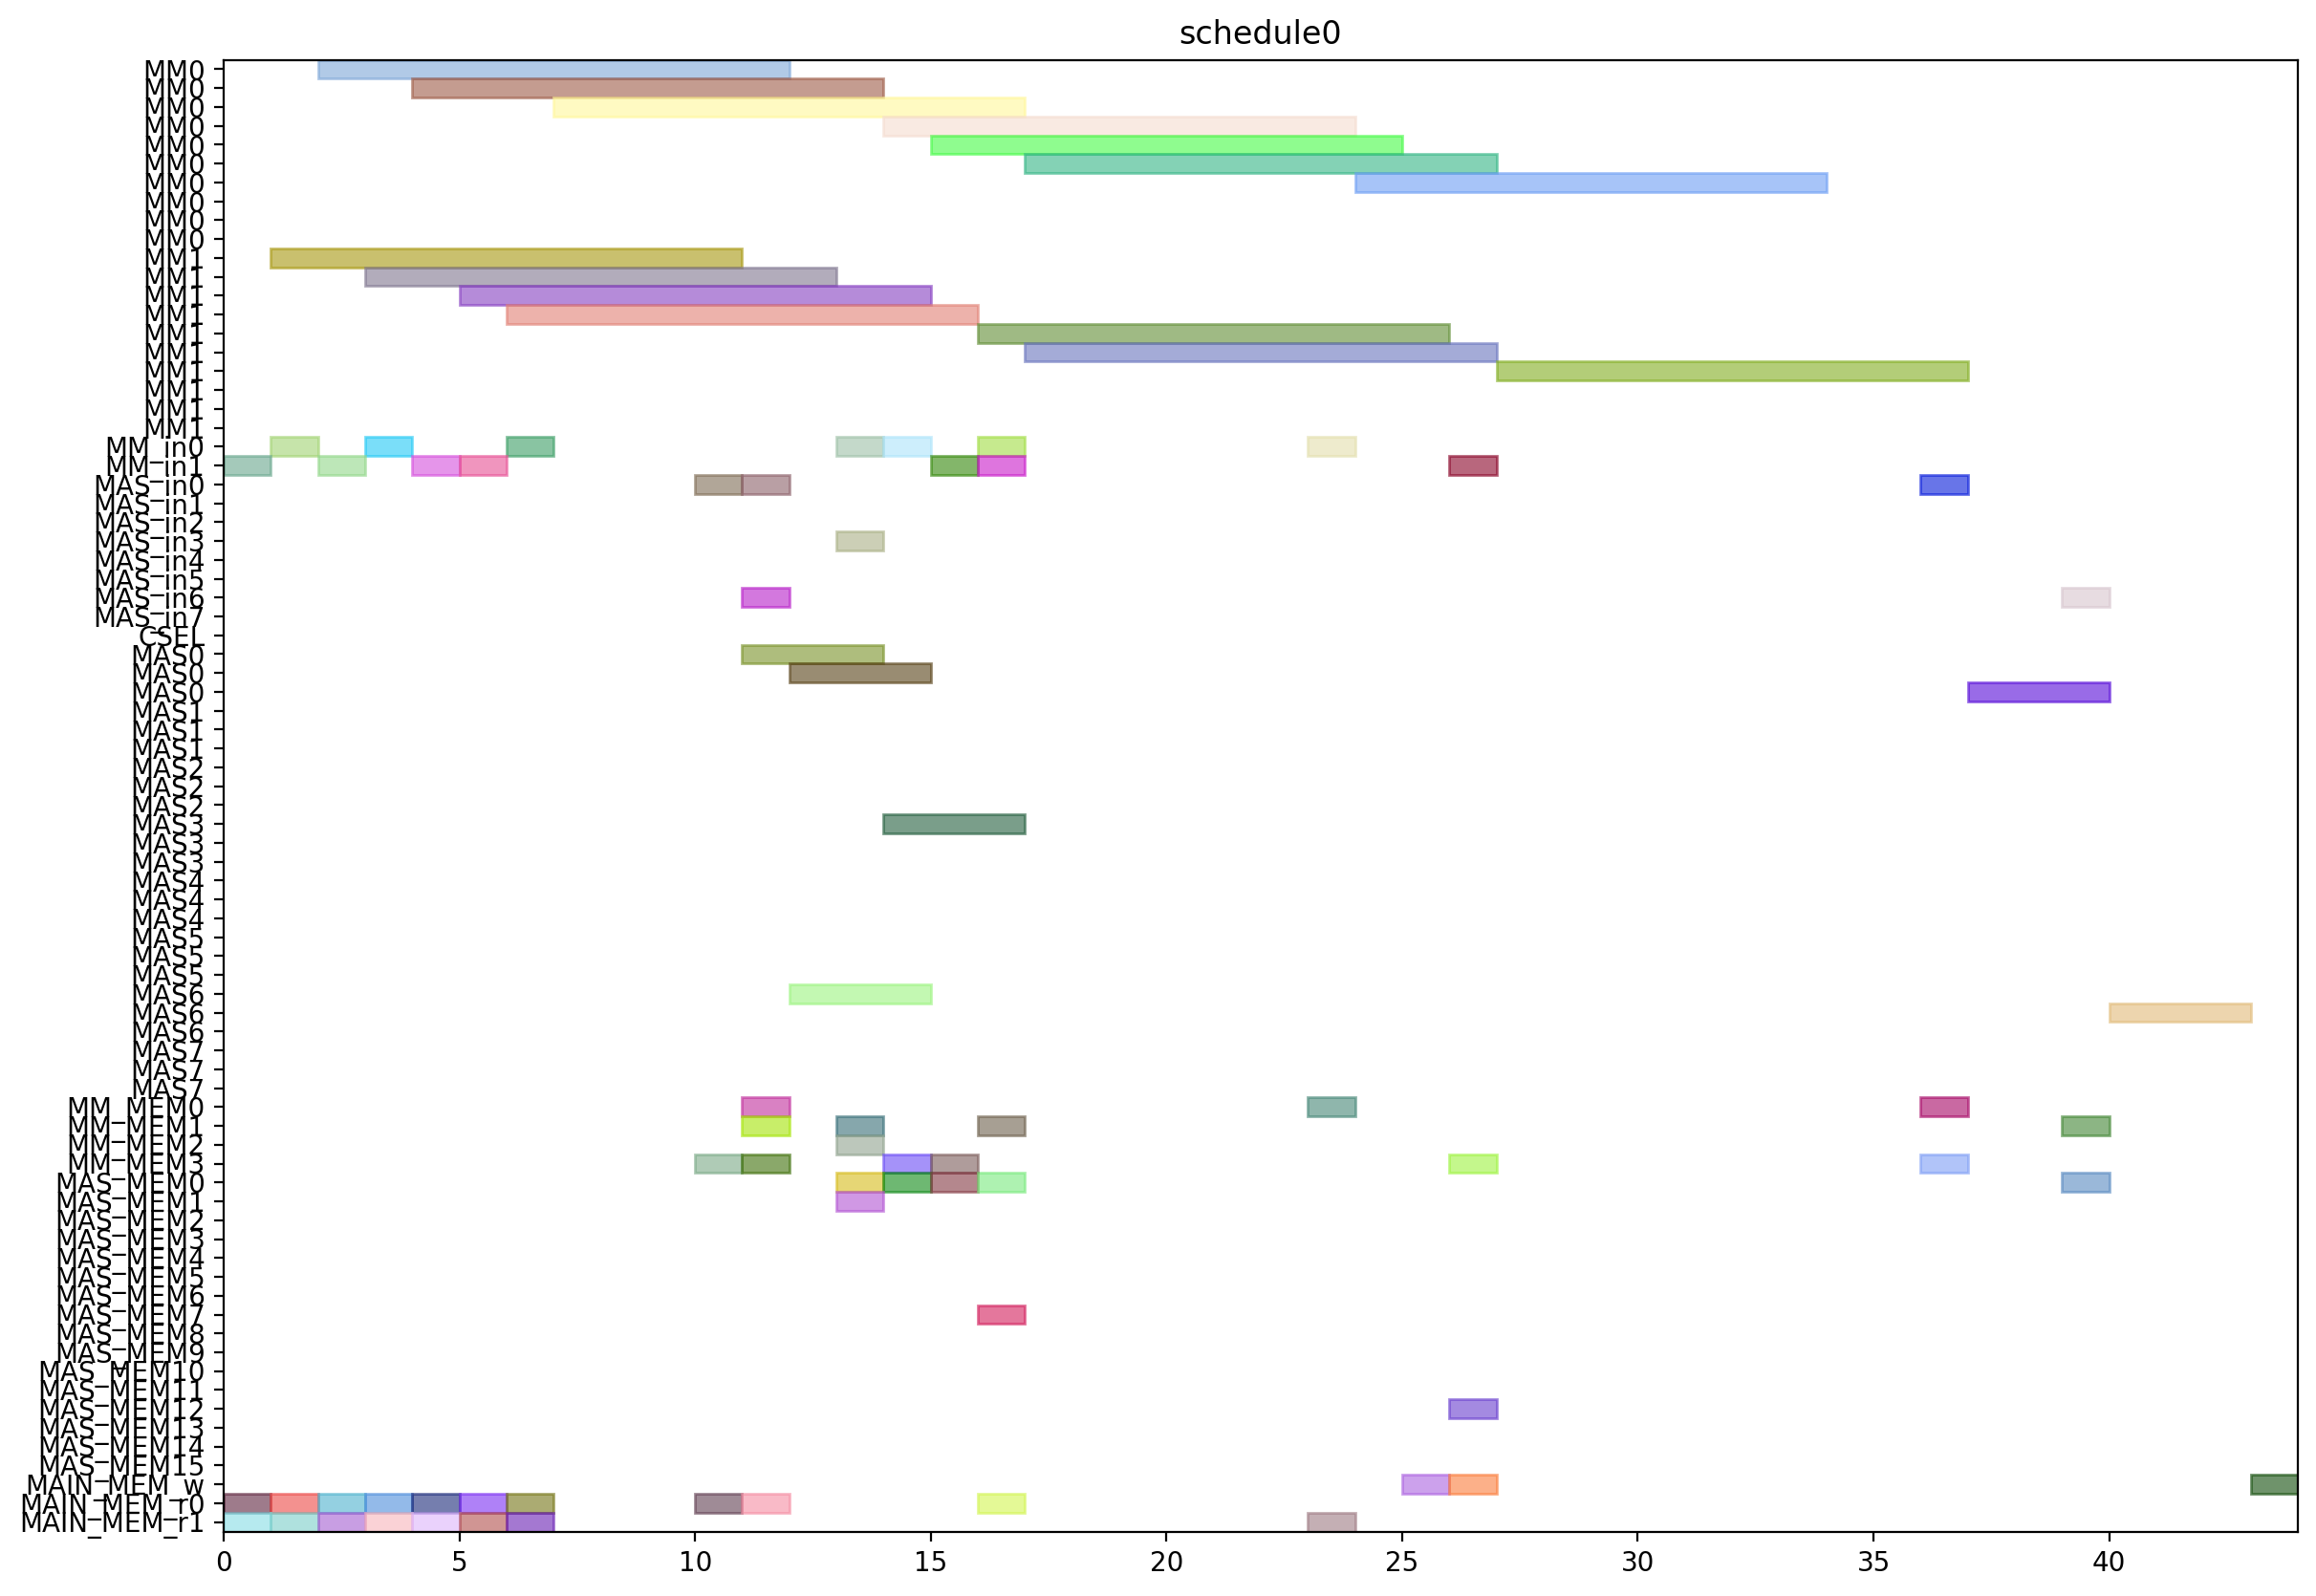 schedule0
MM0
MM0
MM0
MM0
MM0
MM0
MM0
MM0
MM0
MM0
MM1
MM1
MM1
MM1
MM1
MM1
MM1
MM1
MM1
MM1
MM_in0
MM_in1
MAS_in0
MAS_in1
MAS_in2
MAS_in3
MAS_in4
MAS_in5
MAS_in6
MAS_in7
CSEL
MAS0
MAS0
MAS0
MAS1
MAS1
MAS1
MAS2
MAS2
MAS2
MAS3
MAS3
MAS3
MAS4
MAS4
MAS4
MAS5
MAS5
MAS5
MAS6
MAS6
MAS6
MAS7
MAS7
MAS7
MM_MEM0
MM_MEM1
MM_MEM2
MM_MEM3
MAS_MEM0
MAS_MEM1
MAS_MEM2
MAS_MEM3
MAS_MEM4
MAS_MEM5
MAS_MEM6
MAS_MEM7
MAS_MEM8
MAS_MEM9
MAS_MEM10
MAS_MEM11
MAS_MEM12
MAS_MEM13
MAS_MEM14
MAS_MEM15
MAIN_MEM_w
MAIN_MEM_r0
MAIN_MEM_r1
0 5 10 15 20 25 30 35 40